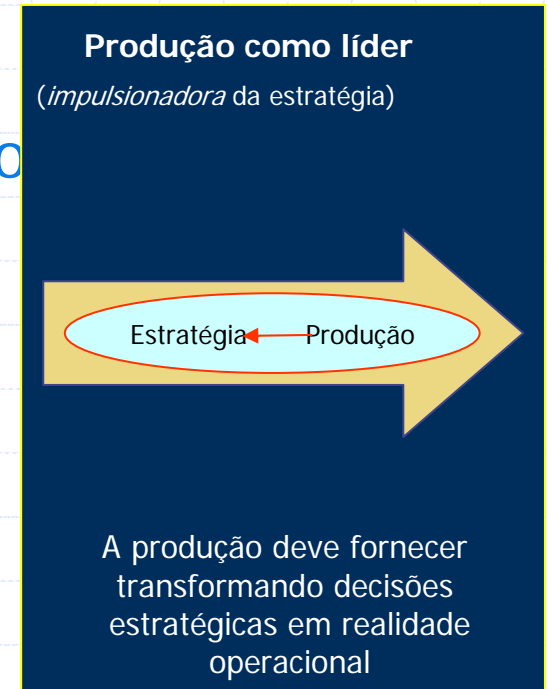 Produção como líder
(impulsionadora da estratégia)
o
Estratégia Produção
A produção deve fornecer
transformando decisões
estratégicas em realidade
operacional